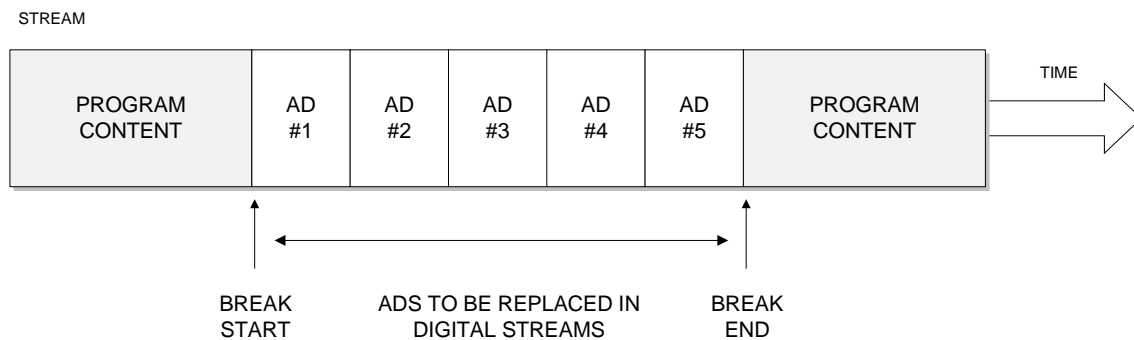 STREAM
TIME
PROGRAM
CONTENT
AD
#1
AD
#2
AD
#3
AD
#4
AD
#5
PROGRAM
CONTENT
BREAK
START
ADS TO BE REPLACED IN
DIGITAL STREAMS
BREAK
END